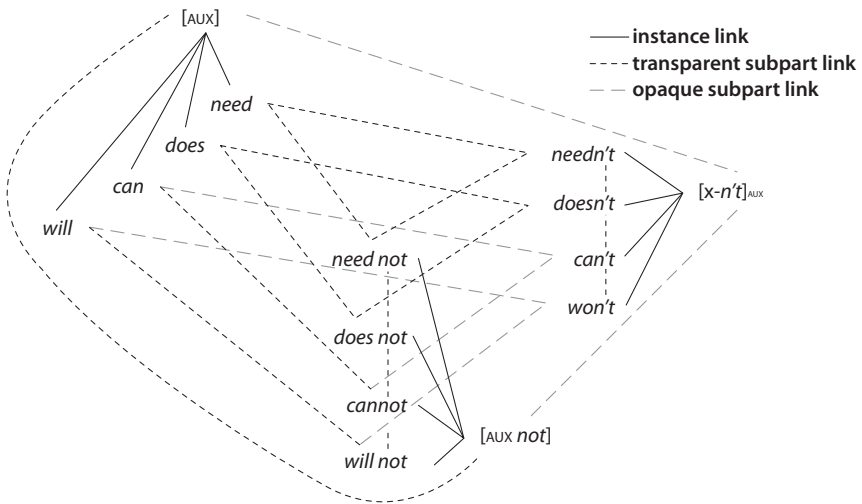 [AUX]
instance link
transparent subpart link
opaque subpart link
need
does
needn't
can
doesn't
[x-n't]AUX
will
need not
can't
won't
does not
cannot
[AUX not]
will not